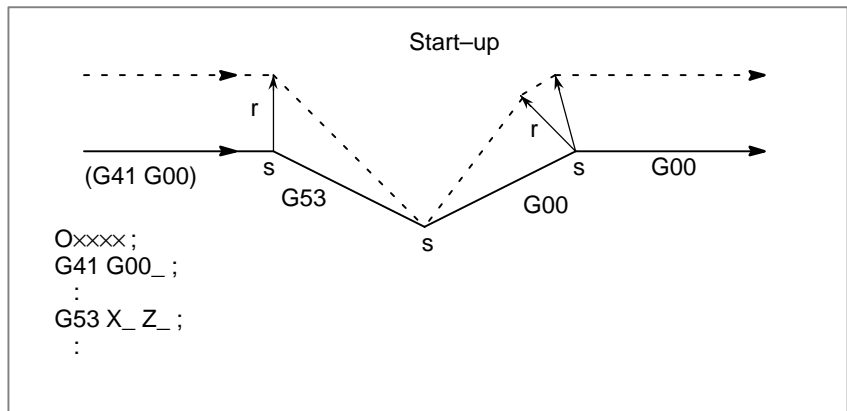 Start–up
r
r
s
s
(G41 G00)
G00
G53
G00
s
O×××× ;
G41 G00_ ;
:
G53 X_ Z_ ;
: